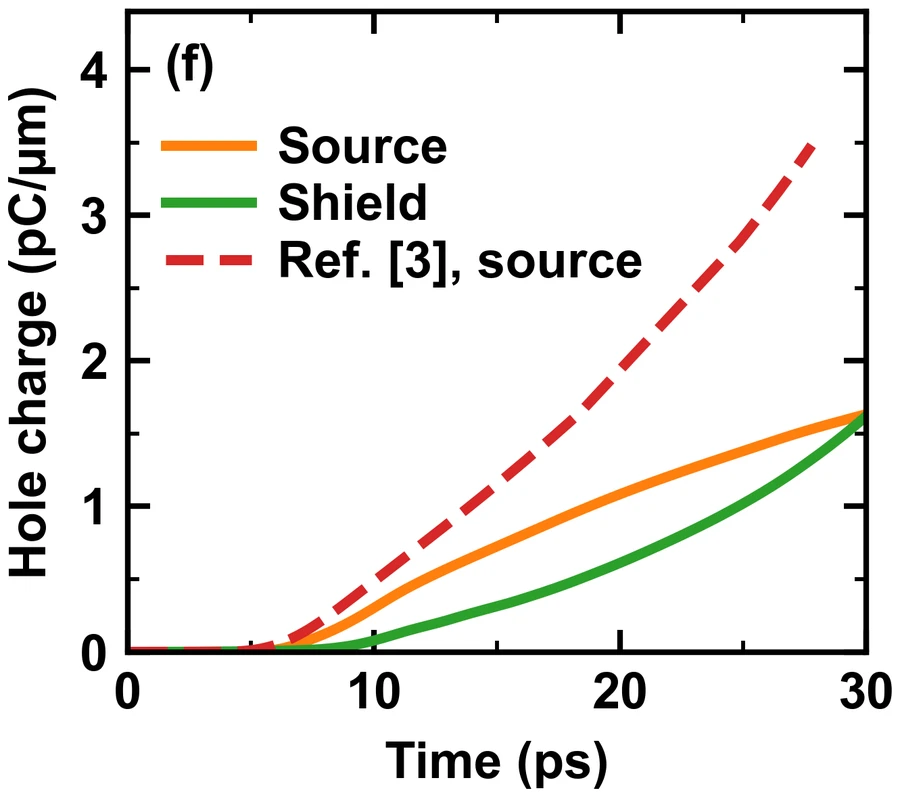 (f)
Source
Shield
Ref. [3], source
Hole charge (pC/μm)
4
3
2
1
0
0 10 20 30
Time (ps)